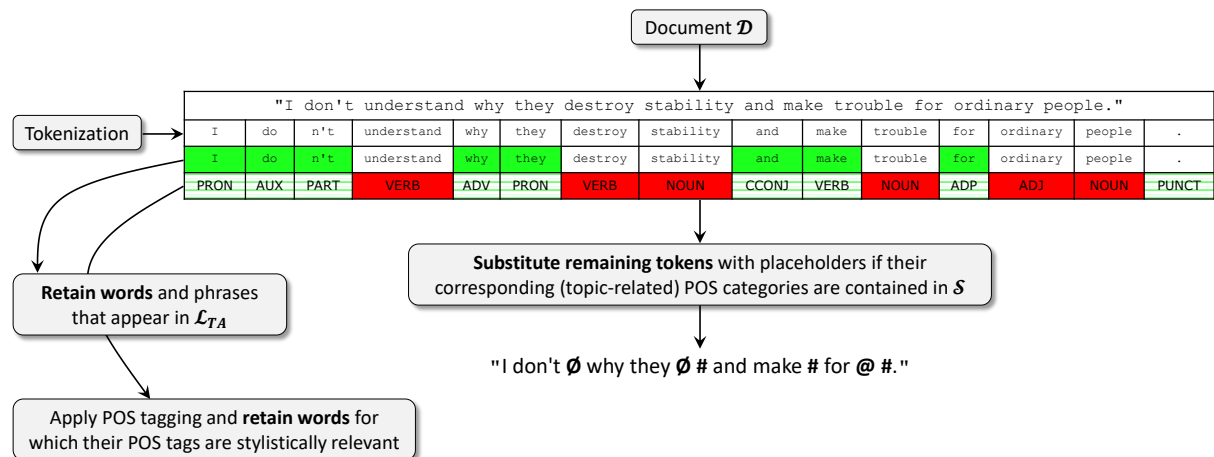 Document 𝓓
"I don't understand why they destroy stability and make trouble for ordinary people."
Tokenization
I do n't understand why they destroy stability and make trouble for ordinary people .
I do n't understand why they destroy stability and make trouble for ordinary people .
PRON AUX PART VERB ADV PRON VERB NOUN CCONJ VERB NOUN ADP ADJ NOUN PUNCT
Substitute remaining tokens with placeholders if their
corresponding (topic-related) POS categories are contained in 𝓢
Retain words and phrases
that appear in 𝓛TA
"I don't Ø why they Ø # and make # for @ #."
Apply POS tagging and retain words for
which their POS tags are stylistically relevant